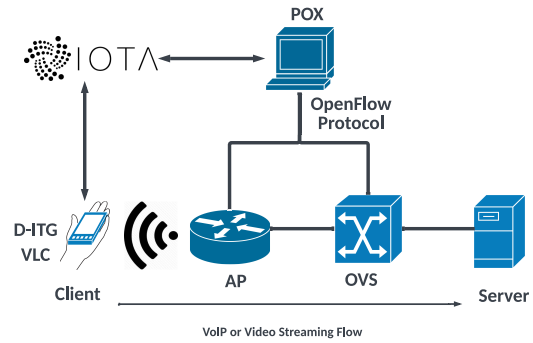 POX
IOTA
OpenFlow
Protocol
D-ITG
VLC
AP
OVS
Client
Server
VoIP or Video Streaming Flow